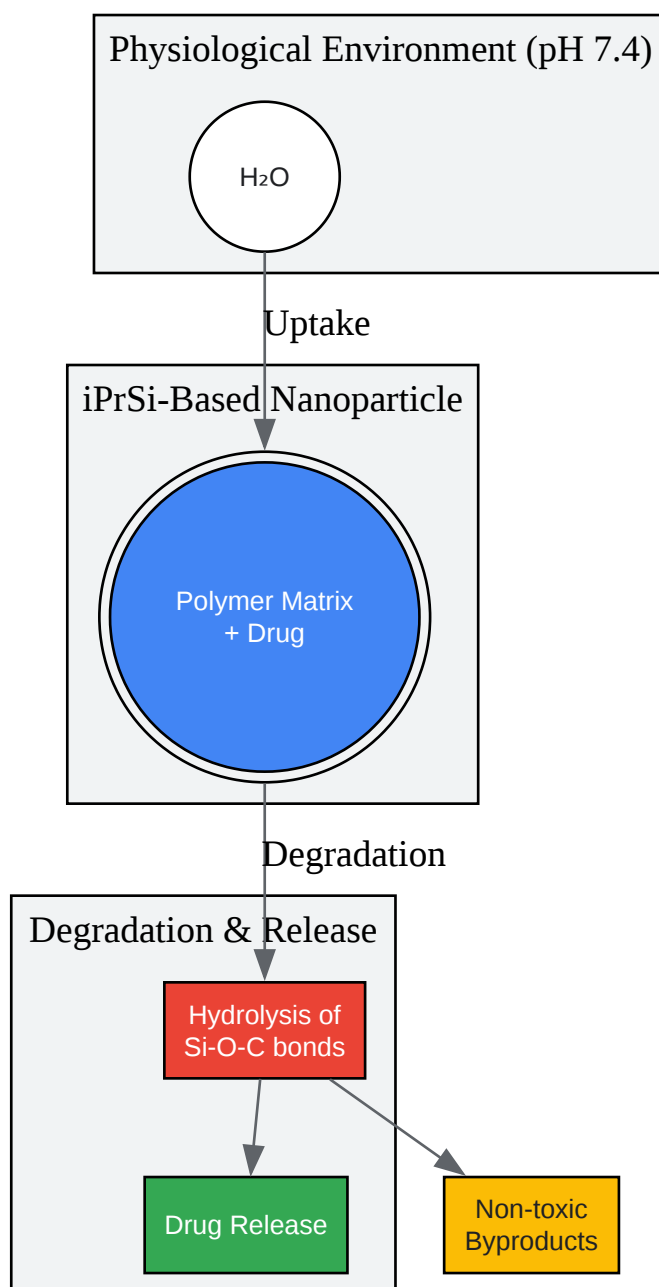 Physiological Environment (pH 7.4)
H₂O
Uptake
iPrSi-Based Nanoparticle
Polymer Matrix
+ Drug
Degradation
Degradation & Release
Hydrolysis of
Si-O-C bonds
Drug Release
Non-toxic
Byproducts